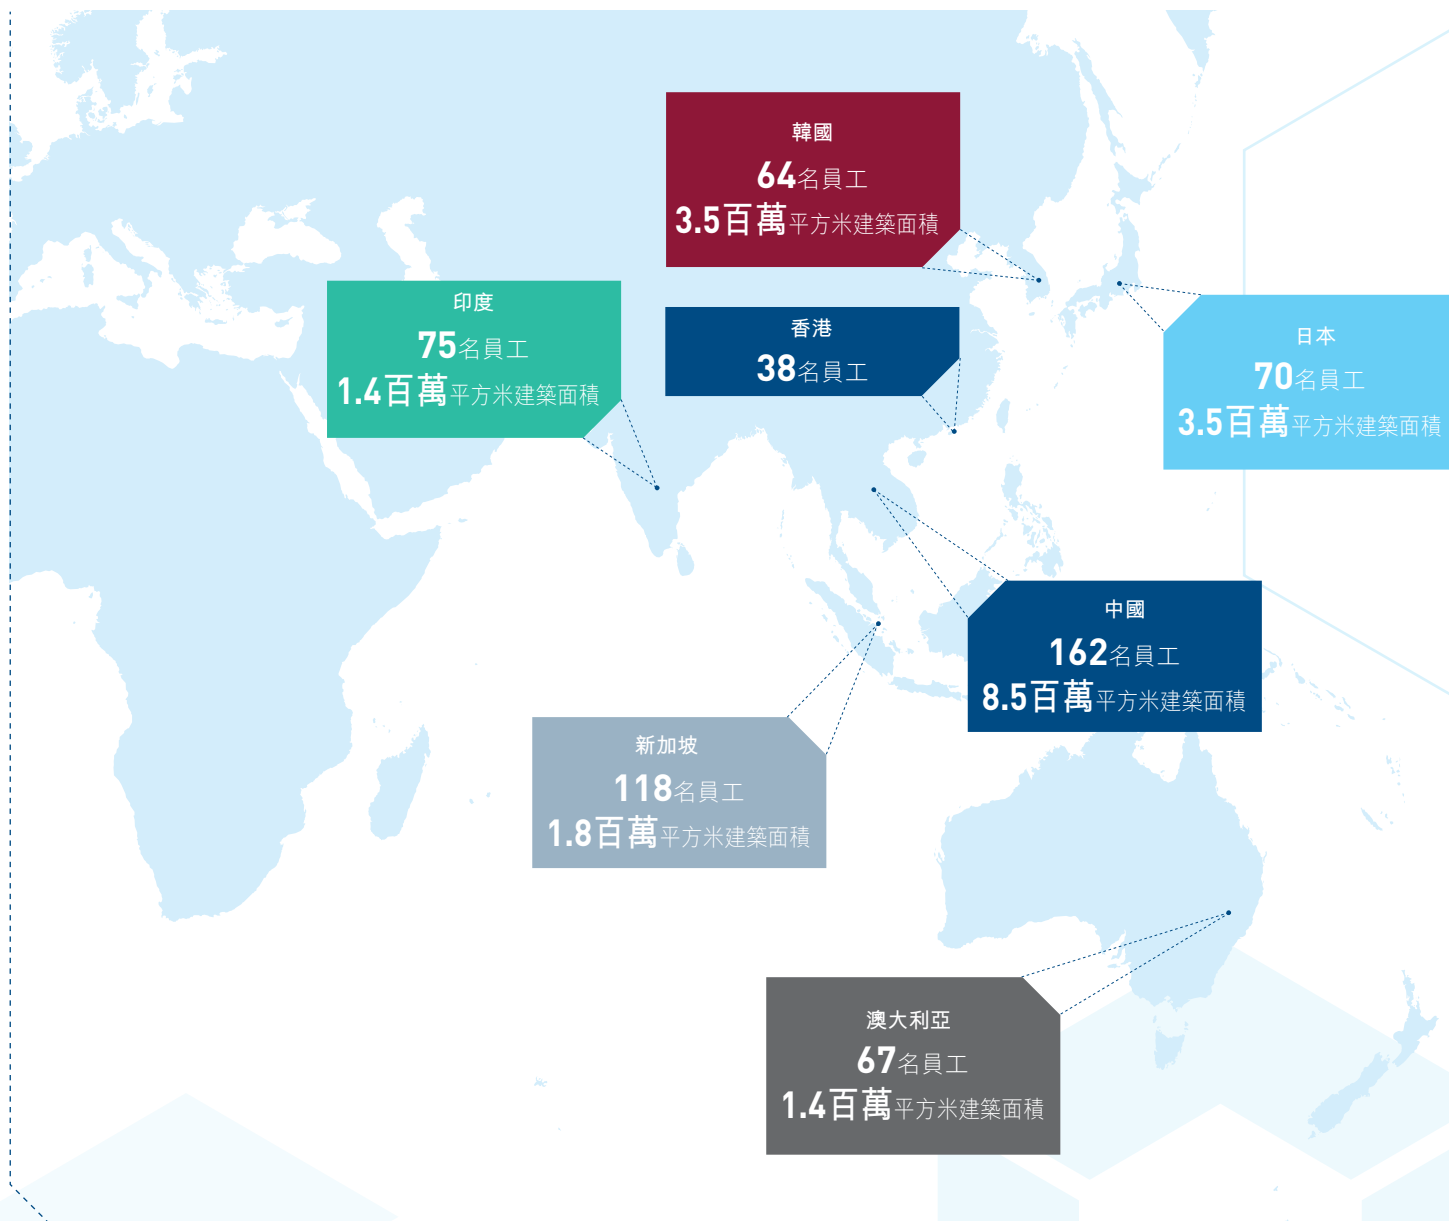 韓國
64名員工
3.5百萬平方米建築面積
印度
75名員工
1.4百萬平方米建築面積
香港
38名員工
日本
70名員工
3.5百萬平方米建築面積
中國
162名員工
8.5百萬平方米建築面積
新加坡
118名員工
1.8百萬平方米建築面積
澳大利亞
67名員工
1.4百萬平方米建築面積